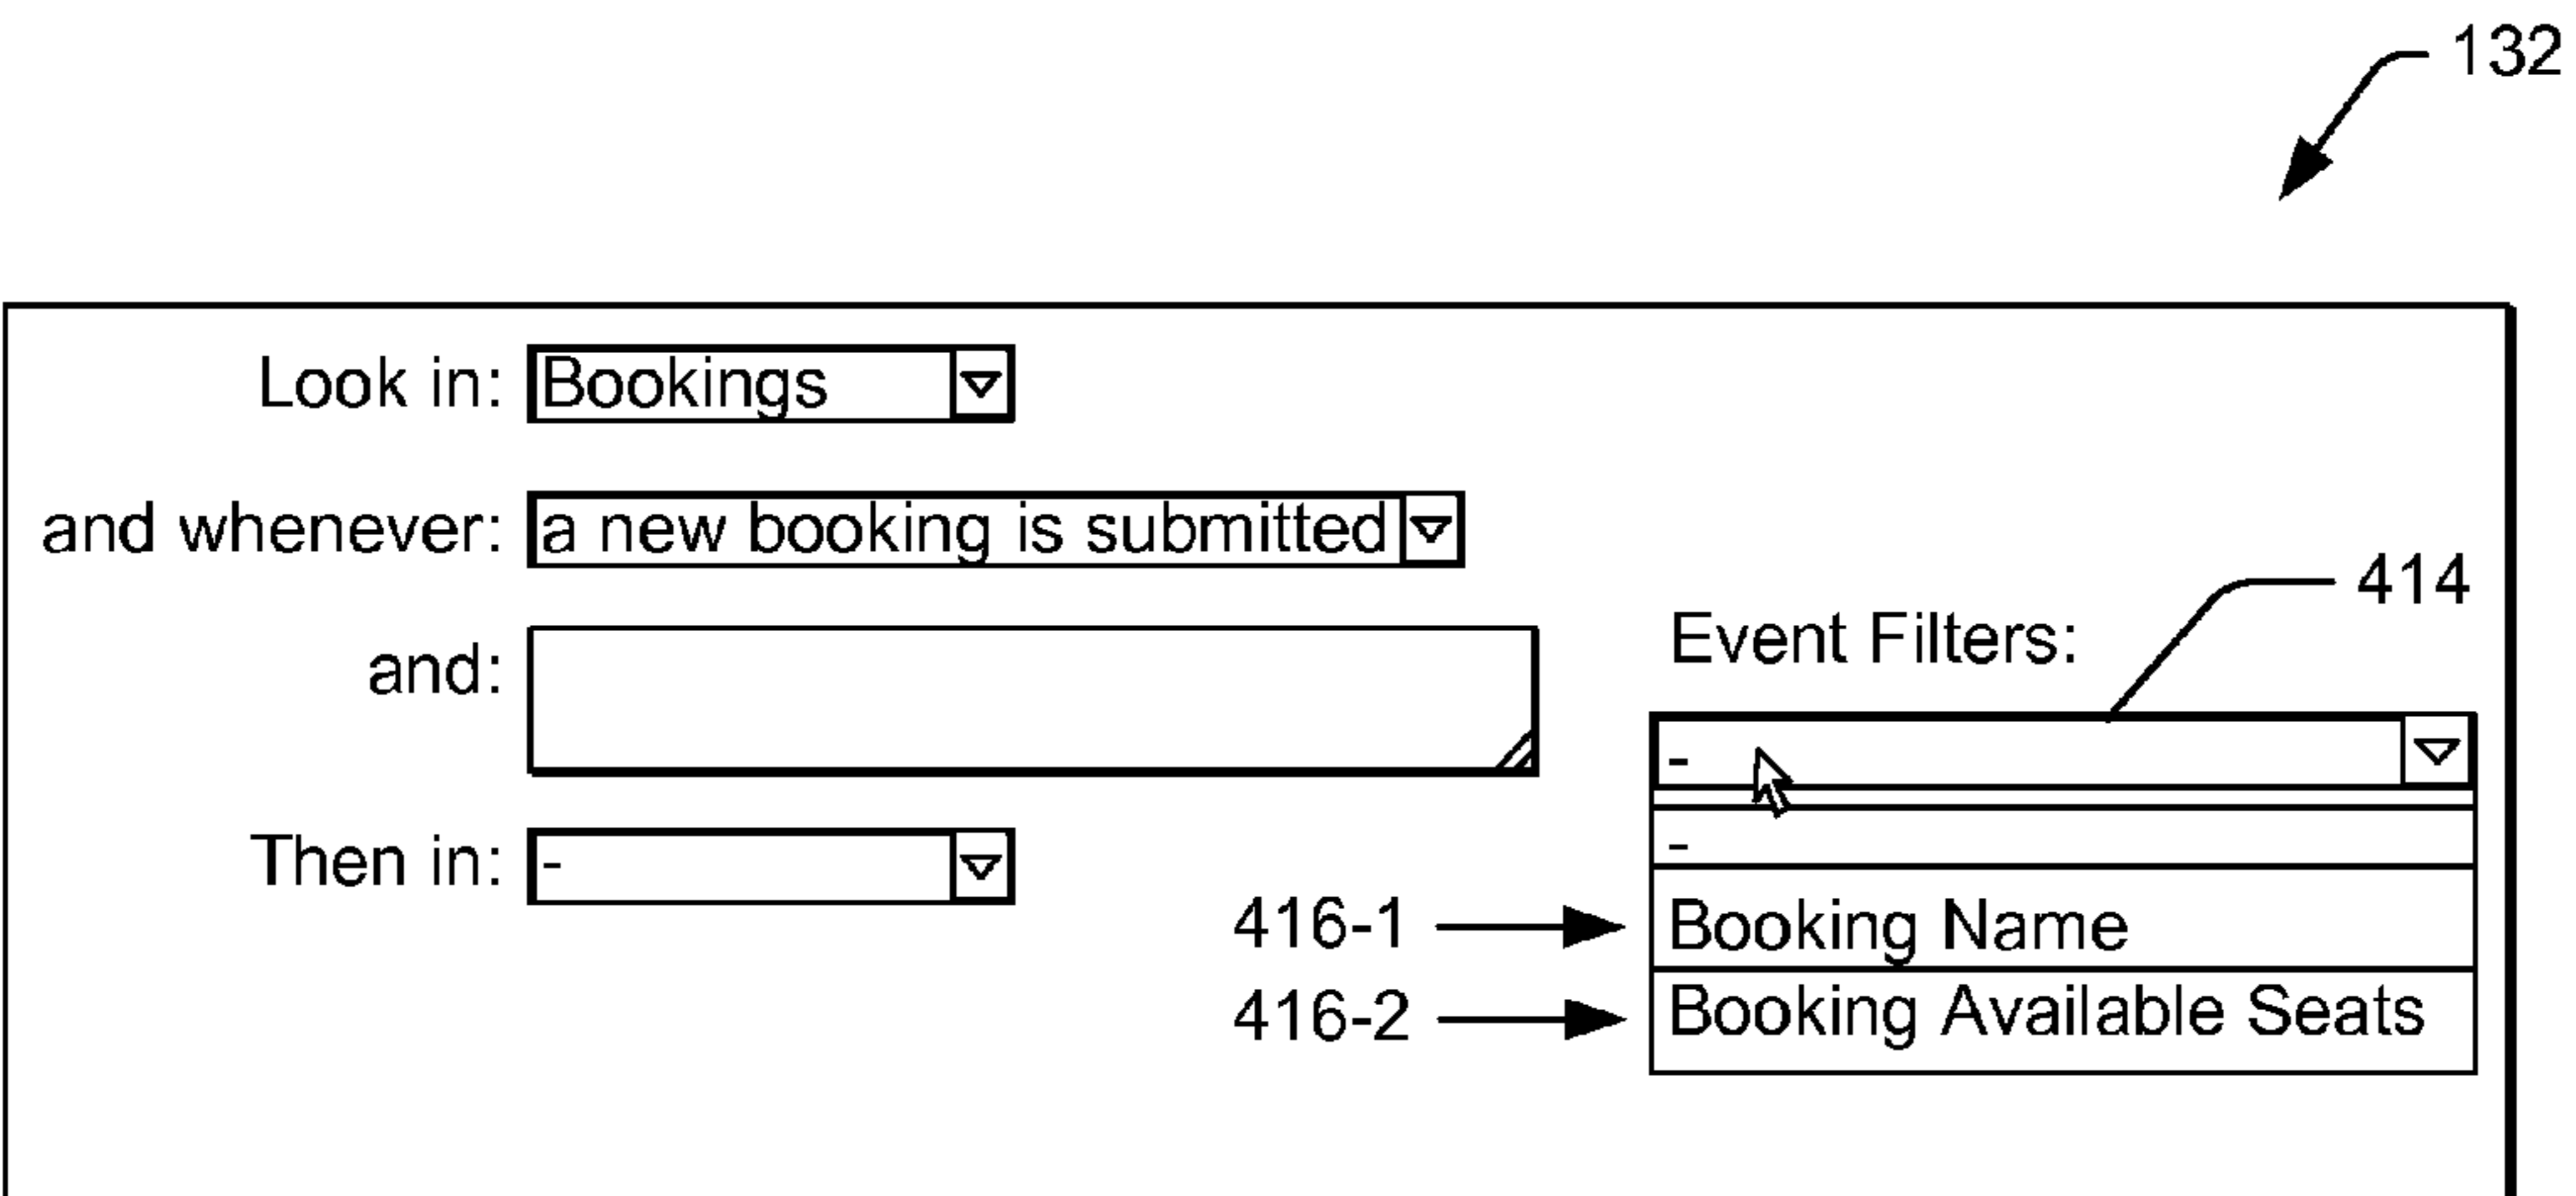 132
Look in: Bookings
and whenever: a new booking is submitted
414
Event Filters:
and:
-
Then in: -
-
416-1 Booking Name
416-2 Booking Available Seats